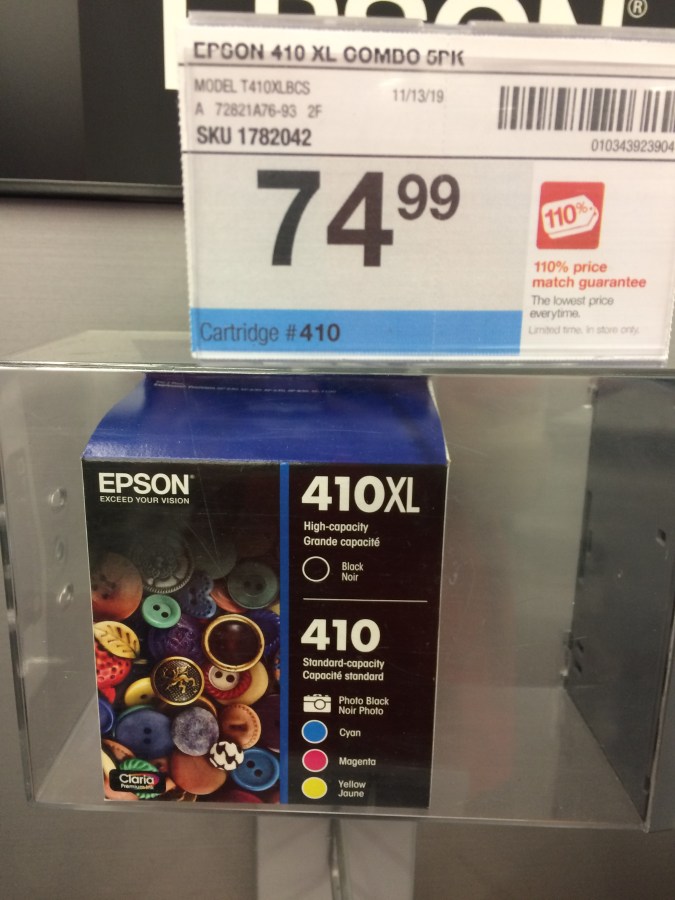 EPSON®
EPSON 410 XL COMBO 5PK
MODEL T410XLBCS
11/13/19
A 72821A76-93 2F
SKU 1782042
010343923904
74 99
110%
110% price
match guarantee
The lowest price
everytime.
Limited time. In store only.
Cartridge #410
EPSON®
EXCEED YOUR VISION
410XL
High-capacity
Grande capacité
Black
Noir
410
Standard-capacity
Capacité standard
Photo Black
Noir Photo
Cyan
Magenta
Yellow
Jaune
Claria
Premium Ink